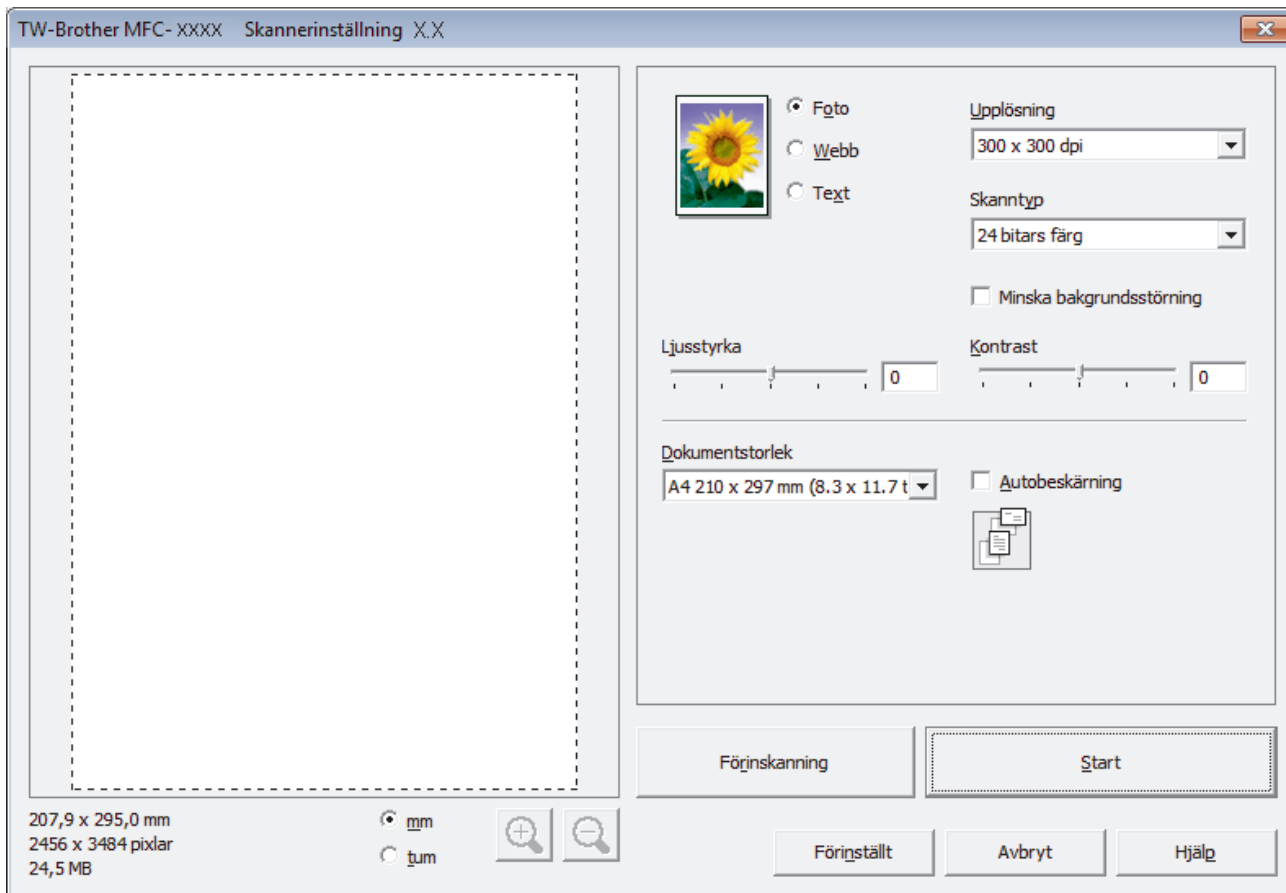 TW-Brother MFC- XXXX Skannerinställning X.X
Foto
Webb
Text
Upplösning
300 x 300 dpi
Skanntyp
24 bitars färg
Minska bakgrundsstörning
Ljusstyrka
0
Kontrast
0
Dokumentstorlek
A4 210 x 297 mm (8.3 x 11.7 t
Autobeskärning
Förinskanning
Start
207,9 x 295,0 mm
2456 x 3484 pixlar
24,5 MB
mm
tum
Förinställt
Avbryt
Hjälp